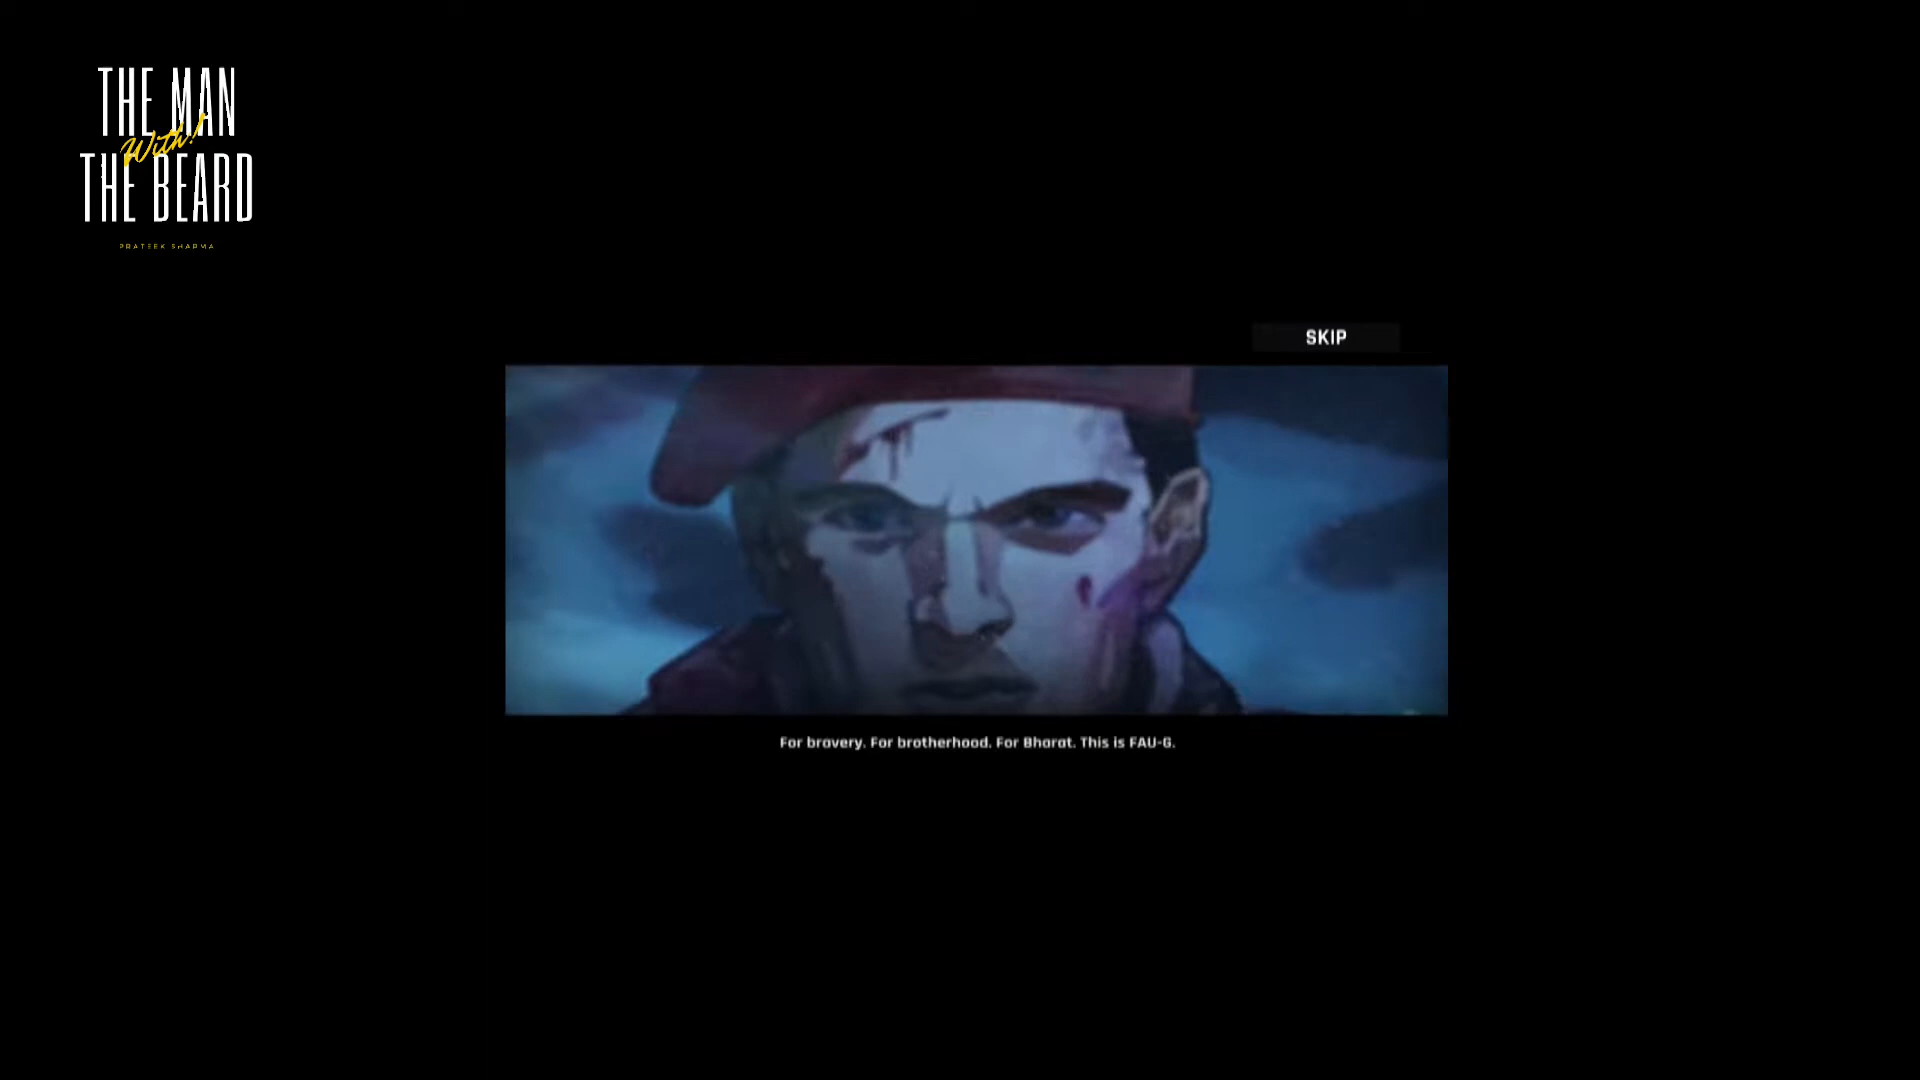 THE MAN
With!
THE BEARD
PRATEEK SHARMA
SKIP
For bravery. For brotherhood. For Bharat. This is FAU-G.